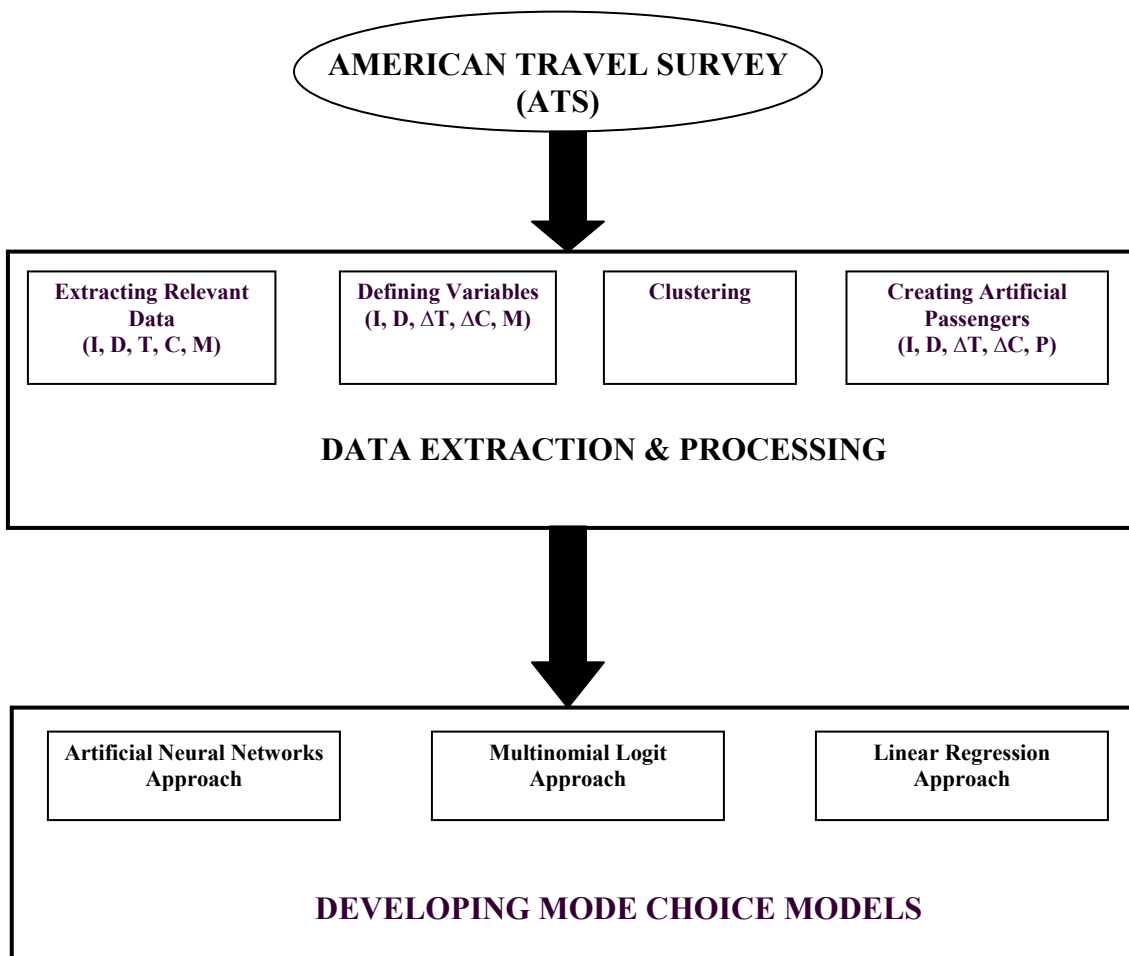 AMERICAN TRAVEL SURVEY
(ATS)
Extracting Relevant
Data
(I, D, T, C, M)
Defining Variables
(I, D, ΔT, ΔC, M)
Clustering
Creating Artificial
Passengers
(I, D, ΔT, ΔC, P)
DATA EXTRACTION & PROCESSING
Artificial Neural Networks
Approach
Multinomial Logit
Approach
Linear Regression
Approach
DEVELOPING MODE CHOICE MODELS